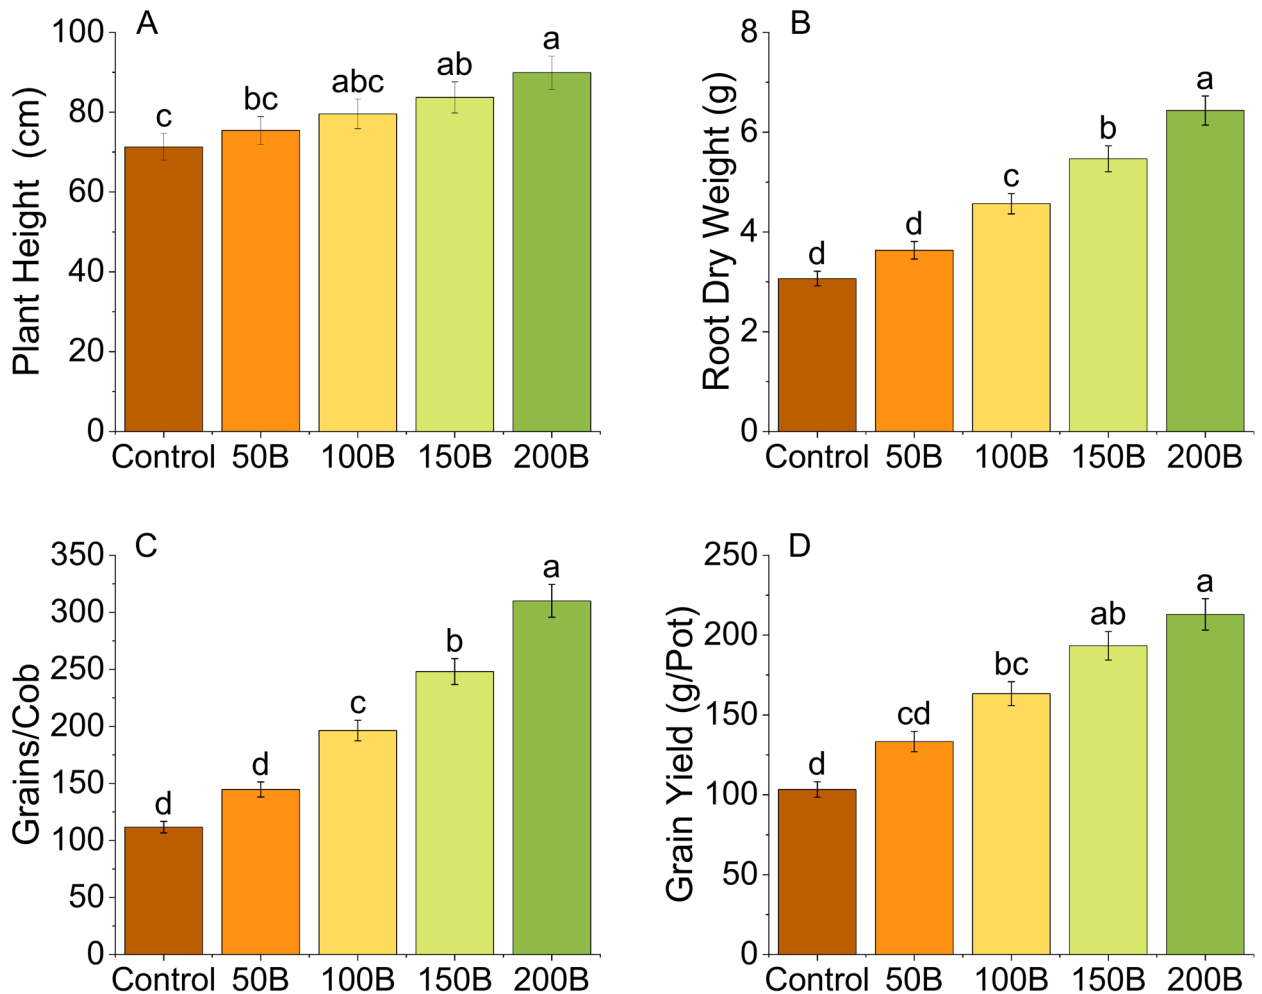 A
Plant Height (cm)
100
80
60
40
20
0
c
bc
abc
ab
a
Control 50B 100B 150B 200B
B
Root Dry Weight (g)
8
6
4
2
0
d
d
c
b
a
Control 50B 100B 150B 200B
C
Grains/Cob
350
300
250
200
150
100
50
0
d
d
c
b
a
Control 50B 100B 150B 200B
D
Grain Yield (g/Pot)
250
200
150
100
50
0
d
cd
bc
ab
a
Control 50B 100B 150B 200B